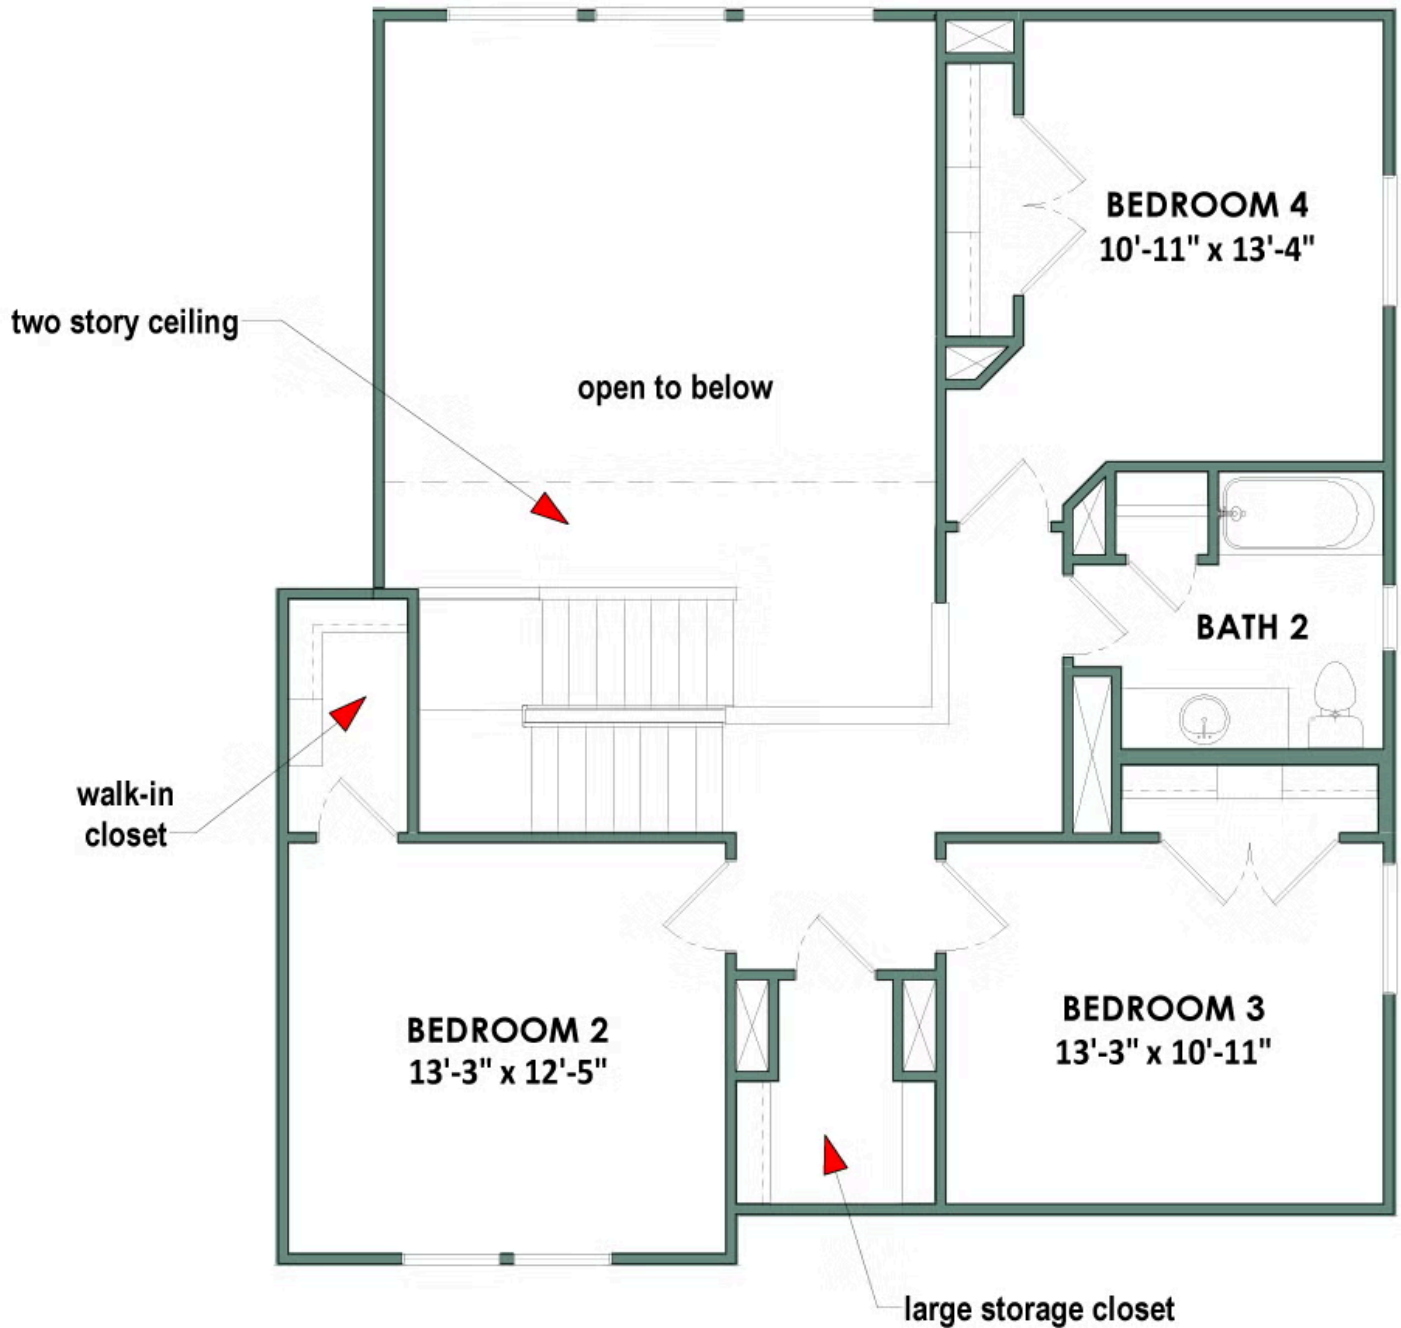 BEDROOM 4
10'-11" x 13'-4"
two story ceiling
open to below
BATH 2
walk-in
closet
BEDROOM 2
13'-3" x 12'-5"
BEDROOM 3
13'-3" x 10'-11"
large storage closet